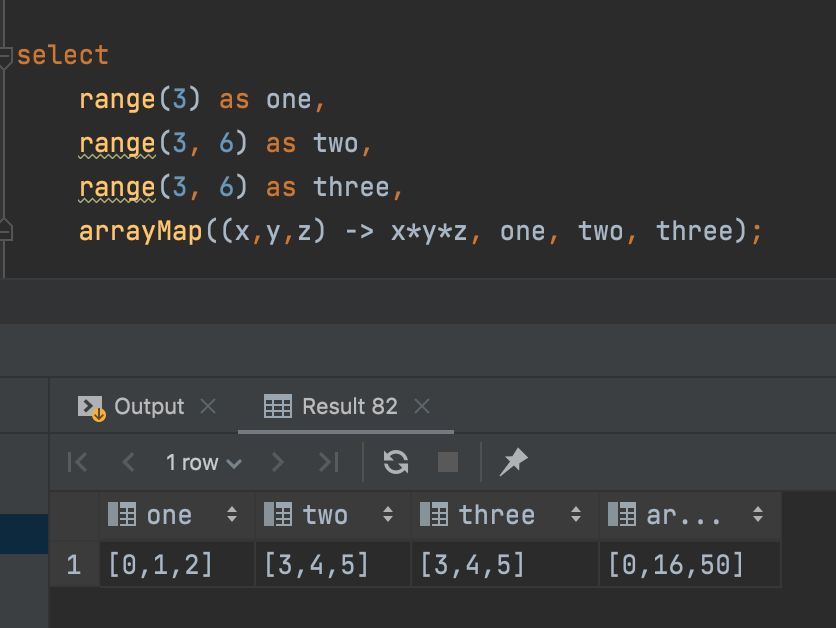 select
range(3) as one,
range(3, 6) as two,
range(3, 6) as three,
arrayMap((x,y,z) -> x*y*z, one, two, three);
Output Result 82
1 row
one two three ar...
1 [0,1,2] [3,4,5] [3,4,5] [0,16,50]